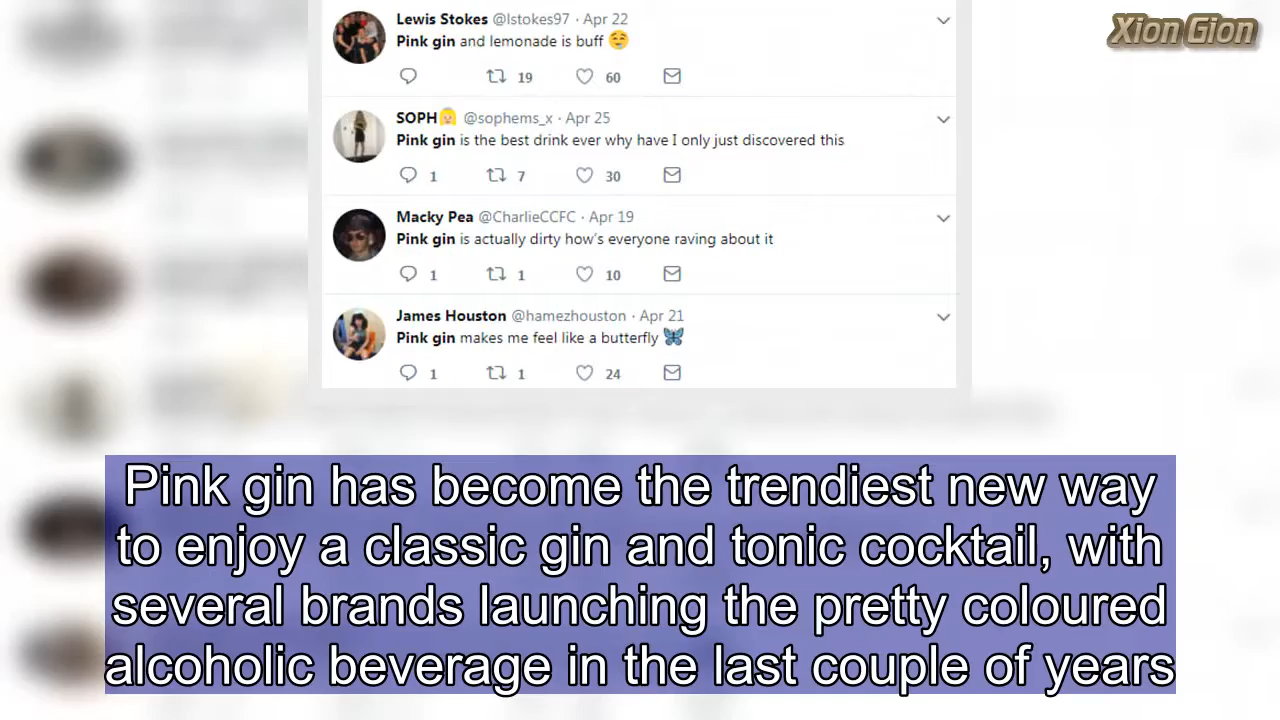 Xion Gion
Lewis Stokes @lstokes97 · Apr 22
Pink gin and lemonade is buff 🤤
19 60
SOPH👱‍♀️ @sophems_x · Apr 25
Pink gin is the best drink ever why have I only just discovered this
1 7 30
Macky Pea @CharlieCCFC · Apr 19
Pink gin is actually dirty how's everyone raving about it
1 1 10
James Houston @hamezhouston · Apr 21
Pink gin makes me feel like a butterfly 🦋
1 1 24
Pink gin has become the trendiest new way
to enjoy a classic gin and tonic cocktail, with
several brands launching the pretty coloured
alcoholic beverage in the last couple of years